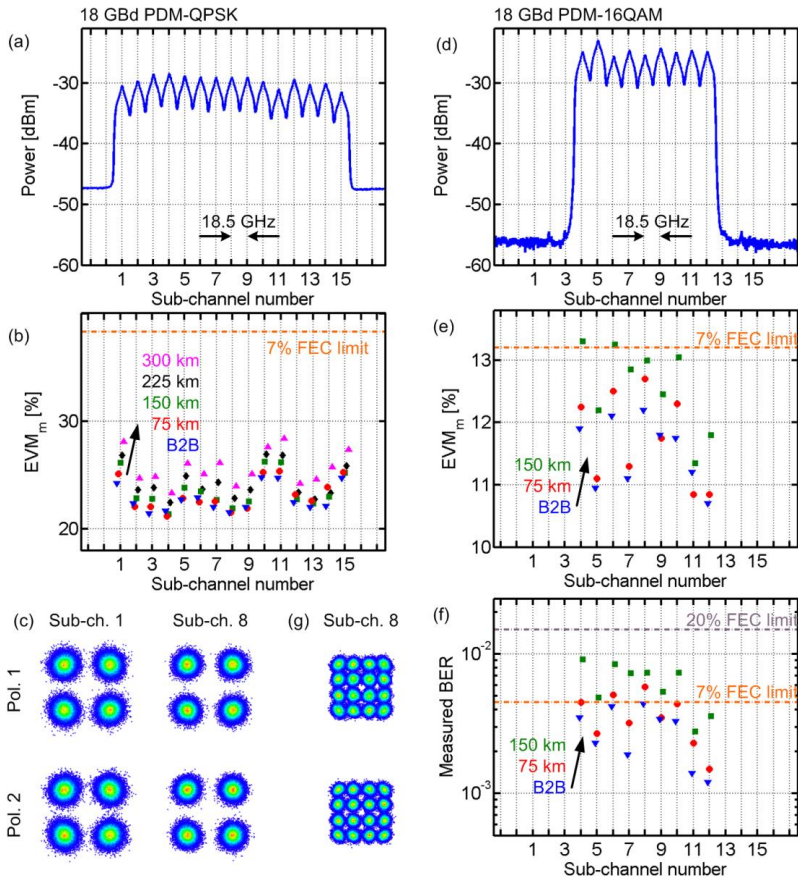 18 GBd PDM-QPSK
(a)
Power [dBm]
-30
-40
-50
-60
18.5 GHz
1 3 5 7 9 11 13 15
Sub-channel number
(b)
EVMm [%]
30
20
7% FEC limit
300 km
225 km
150 km
75 km
B2B
1 3 5 7 9 11 13 15
Sub-channel number
(c)
Sub-ch. 1
Sub-ch. 8
Pol. 1
Pol. 2
(g)
Sub-ch. 8
18 GBd PDM-16QAM
(d)
Power [dBm]
-30
-40
-50
-60
18.5 GHz
1 3 5 7 9 11 13 15
Sub-channel number
(e)
EVMm [%]
13
12
11
10
7% FEC limit
150 km
75 km
B2B
1 3 5 7 9 11 13 15
Sub-channel number
(f)
Measured BER
10-2
10-3
20% FEC limit
7% FEC limit
150 km
75 km
B2B
1 3 5 7 9 11 13 15
Sub-channel number